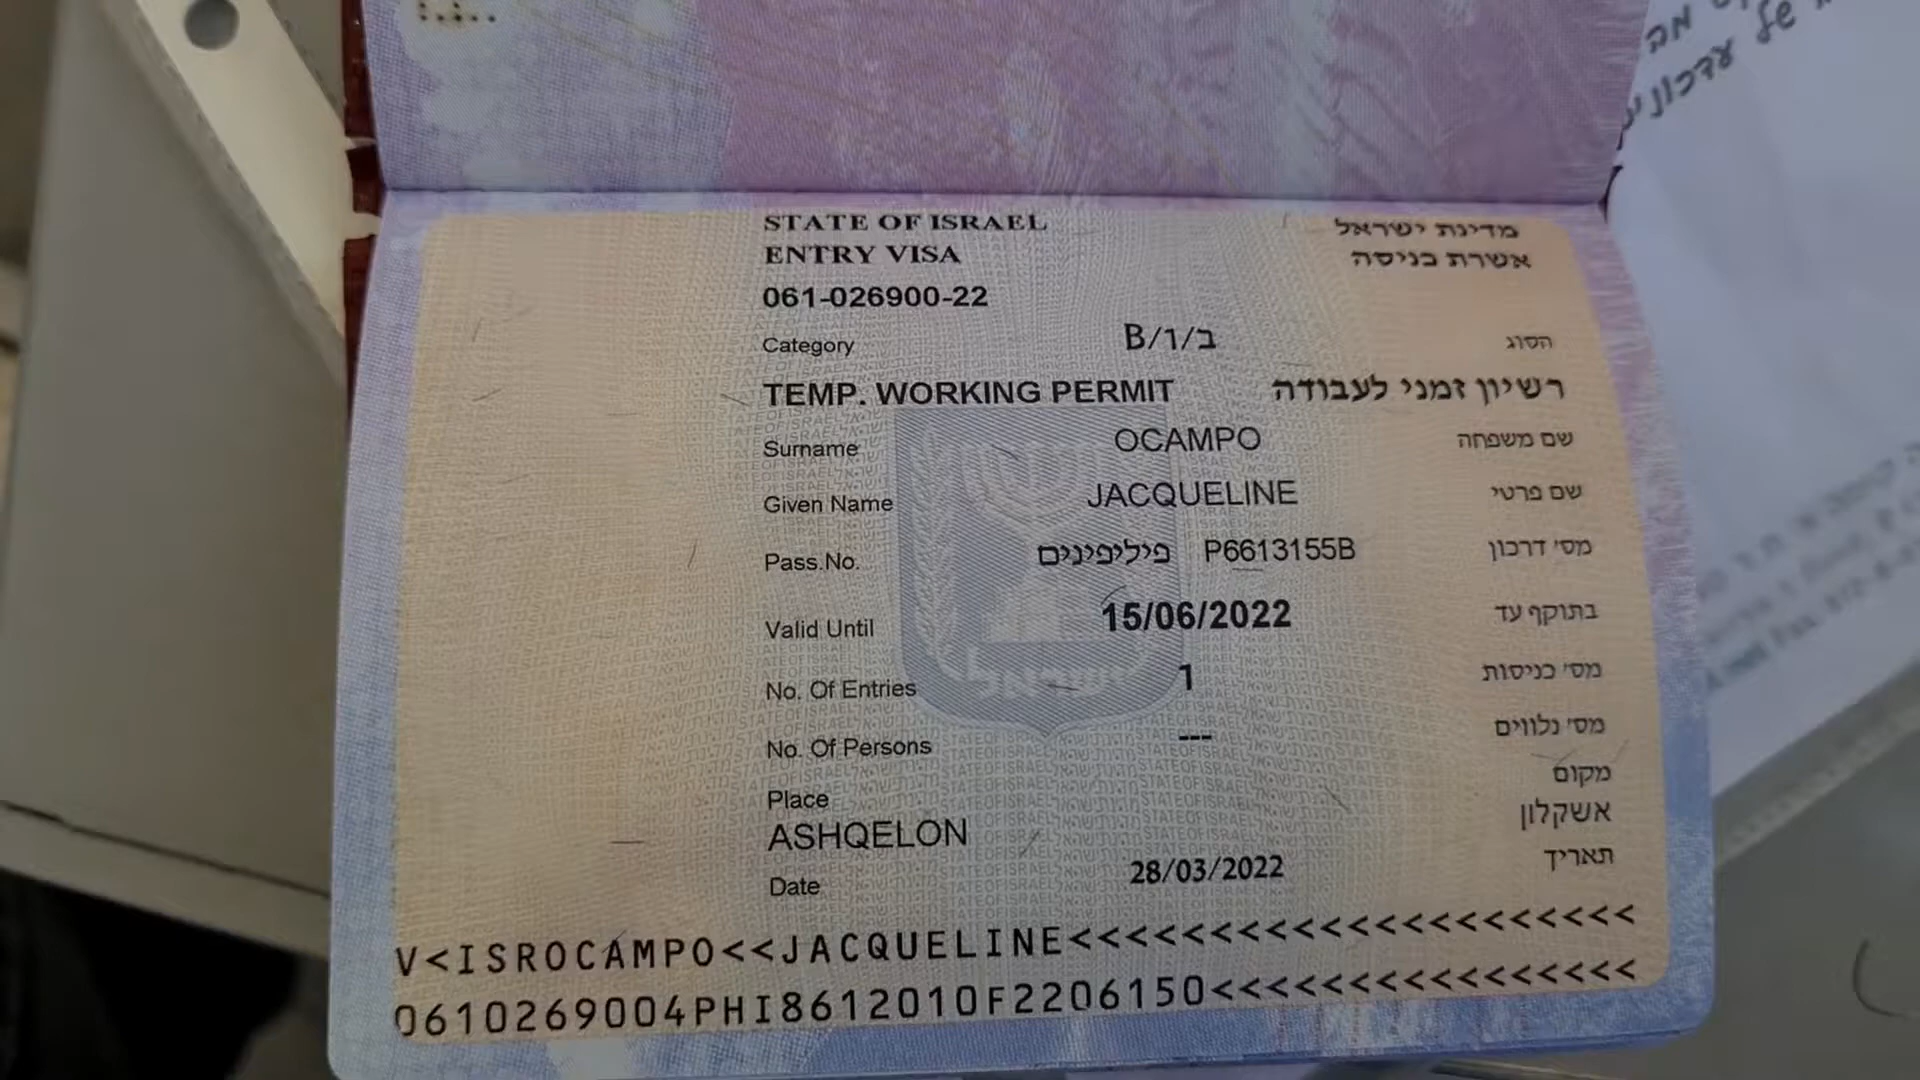 של עדכון
STATE OF ISRAEL מדינת ישראל
ENTRY VISA אשרת כניסה
061-026900-22
Category B/1/ב הסוג
TEMP. WORKING PERMIT רשיון זמני לעבודה
Surname OCAMPO שם משפחה
Given Name JACQUELINE שם פרטי
Pass.No. פיליפינים P6613155B מס' דרכון
Valid Until 15/06/2022 בתוקף עד
No. Of Entries 1 מס' כניסות
No. Of Persons --- מס' נלווים
Place מקום
ASHQELON אשקלון
Date 28/03/2022 תאריך
V<ISROCAMPO<<JACQUELINE<<<<<<<<<<<<<<<<<<<<
0610269004PHI8612010F2206150<<<<<<<<<<<<<<<